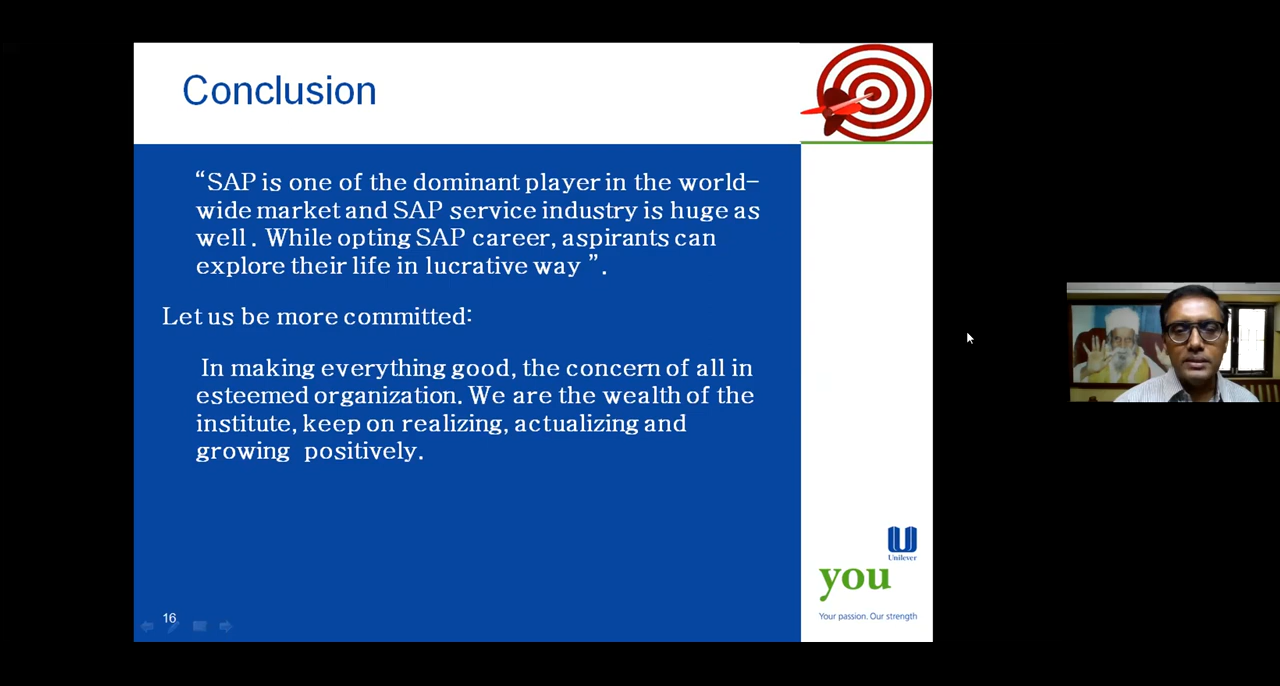 Conclusion
“SAP is one of the dominant player in the world-
wide market and SAP service industry is huge as
well . While opting SAP career, aspirants can
explore their life in lucrative way ”.
Let us be more committed:
In making everything good, the concern of all in
esteemed organization. We are the wealth of the
institute, keep on realizing, actualizing and
growing positively.
Unilever
you
Your passion. Our strength
16